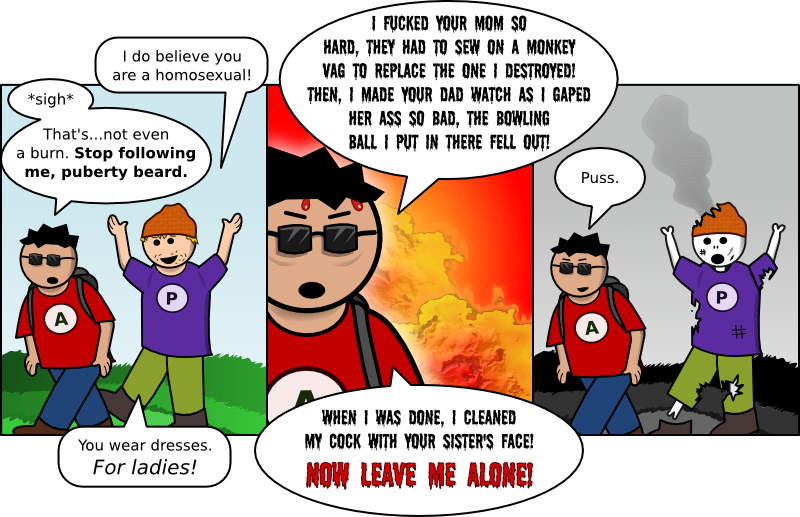 I do believe you
are a homosexual!
*sigh*
That's...not even
a burn. Stop following
me, puberty beard.
A
P
You wear dresses.
For ladies!
I FUCKED YOUR MOM SO
HARD, THEY HAD TO SEW ON A MONKEY
VAG TO REPLACE THE ONE I DESTROYED!
THEN, I MADE YOUR DAD WATCH AS I GAPED
HER ASS SO BAD, THE BOWLING
BALL I PUT IN THERE FELL OUT!
A
WHEN I WAS DONE, I CLEANED
MY COCK WITH YOUR SISTER'S FACE!
NOW LEAVE ME ALONE!
Puss.
A
P